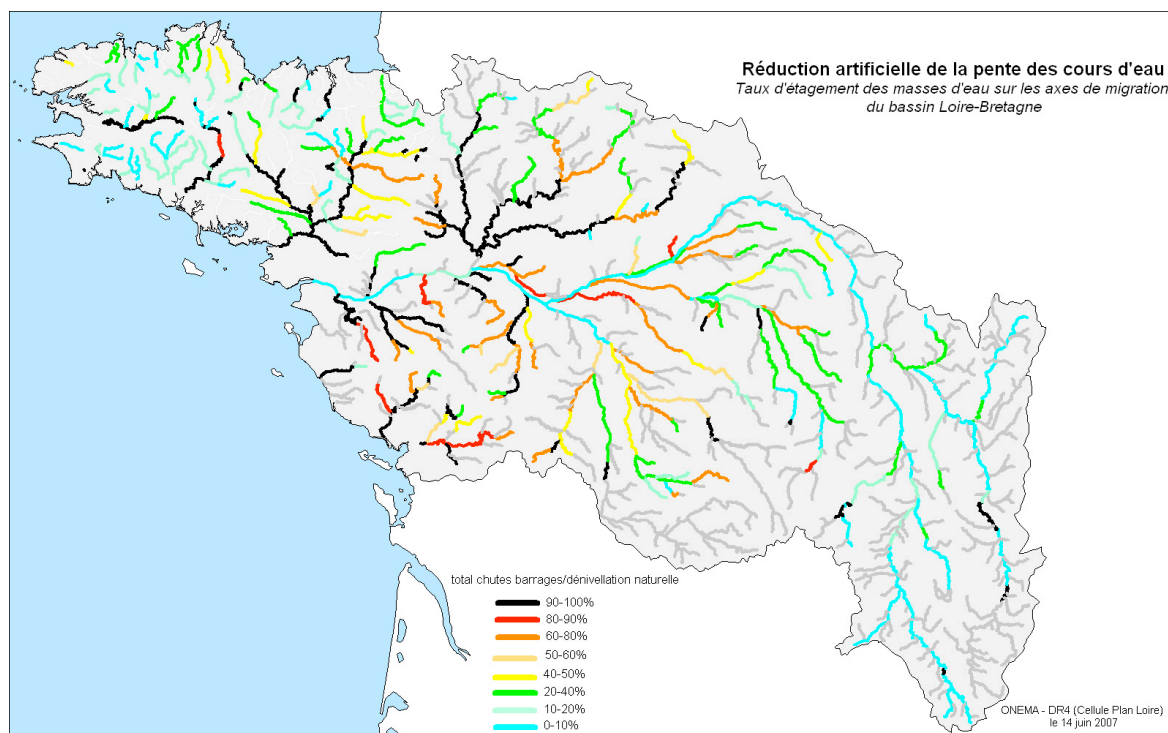 Réduction artificielle de la pente des cours d'eau
Taux d'étagement des masses d'eau sur les axes de migration
du bassin Loire-Bretagne
total chutes barrages/dénivellation naturelle
90-100%
80-90%
60-80%
50-60%
40-50%
20-40%
10-20%
0-10%
ONEMA - DR4 (Cellule Plan Loire)
le 14 juin 2007